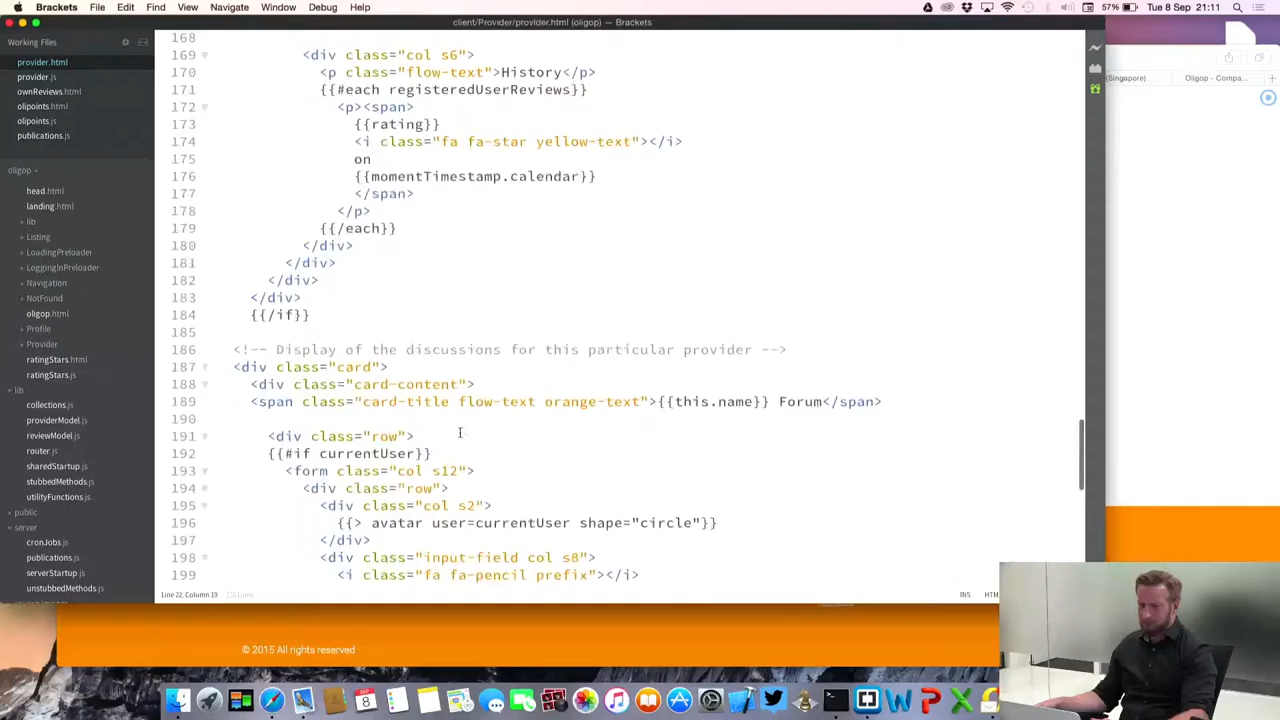 Brackets File Edit Find View Navigate Window Debug Help 57% Tue 8 Sep 21:11
client/Provider/provider.html (oligop) — Brackets
Working Files
provider.html
provider.js
ownReviews.html
olipoints.html
olipoints.js
publications.js
oligop
head.html
landing.html
lib
Listing
LoadingPreloader
LoggingInPreloader
Navigation
NotFound
oligop.html
Profile
Provider
ratingStars.html
ratingStars.js
lib
collections.js
providerModel.js
reviewModel.js
router.js
sharedStartup.js
stubbedMethods.js
utilityFunctions.js
public
server
cronJobs.js
publications.js
serverStartup.js
unstubbedMethods.js
168
169 <div class="col s6">
170 <p class="flow-text">History</p>
171 {{#each registeredUserReviews}}
172 <p><span>
173 {{rating}}
174 <i class="fa fa-star yellow-text"></i>
175 on
176 {{momentTimestamp.calendar}}
177 </span>
178 </p>
179 {{/each}}
180 </div>
181 </div>
182 </div>
183 </div>
184 {{/if}}
185
186 <!-- Display of the discussions for this particular provider -->
187 <div class="card">
188 <div class="card-content">
189 <span class="card-title flow-text orange-text">{{this.name}} Forum</span>
190
191 <div class="row">
192 {{#if currentUser}}
193 <form class="col s12">
194 <div class="row">
195 <div class="col s2">
196 {{> avatar user=currentUser shape="circle"}}
197 </div>
198 <div class="input-field col s8">
199 <i class="fa fa-pencil prefix"></i>
Line 22, Column 19
INS HTM
(Singapore)... Oligop - Compa...
© 2015 All rights reserved